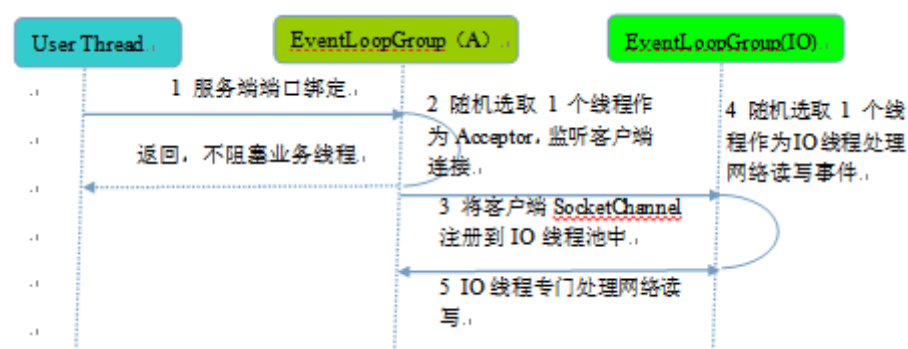 User Thread
EventLoopGroup（A）
EventLoopGroup(IO)
1 服务端端口绑定
2 随机选取 1 个线程作
为 Acceptor，监听客户端
连接
返回，不阻塞业务线程
3 将客户端 SocketChannel
注册到 IO 线程池中
4 随机选取 1 个线
程作为IO线程处理
网络读写事件
5 IO 线程专门处理网络读
写